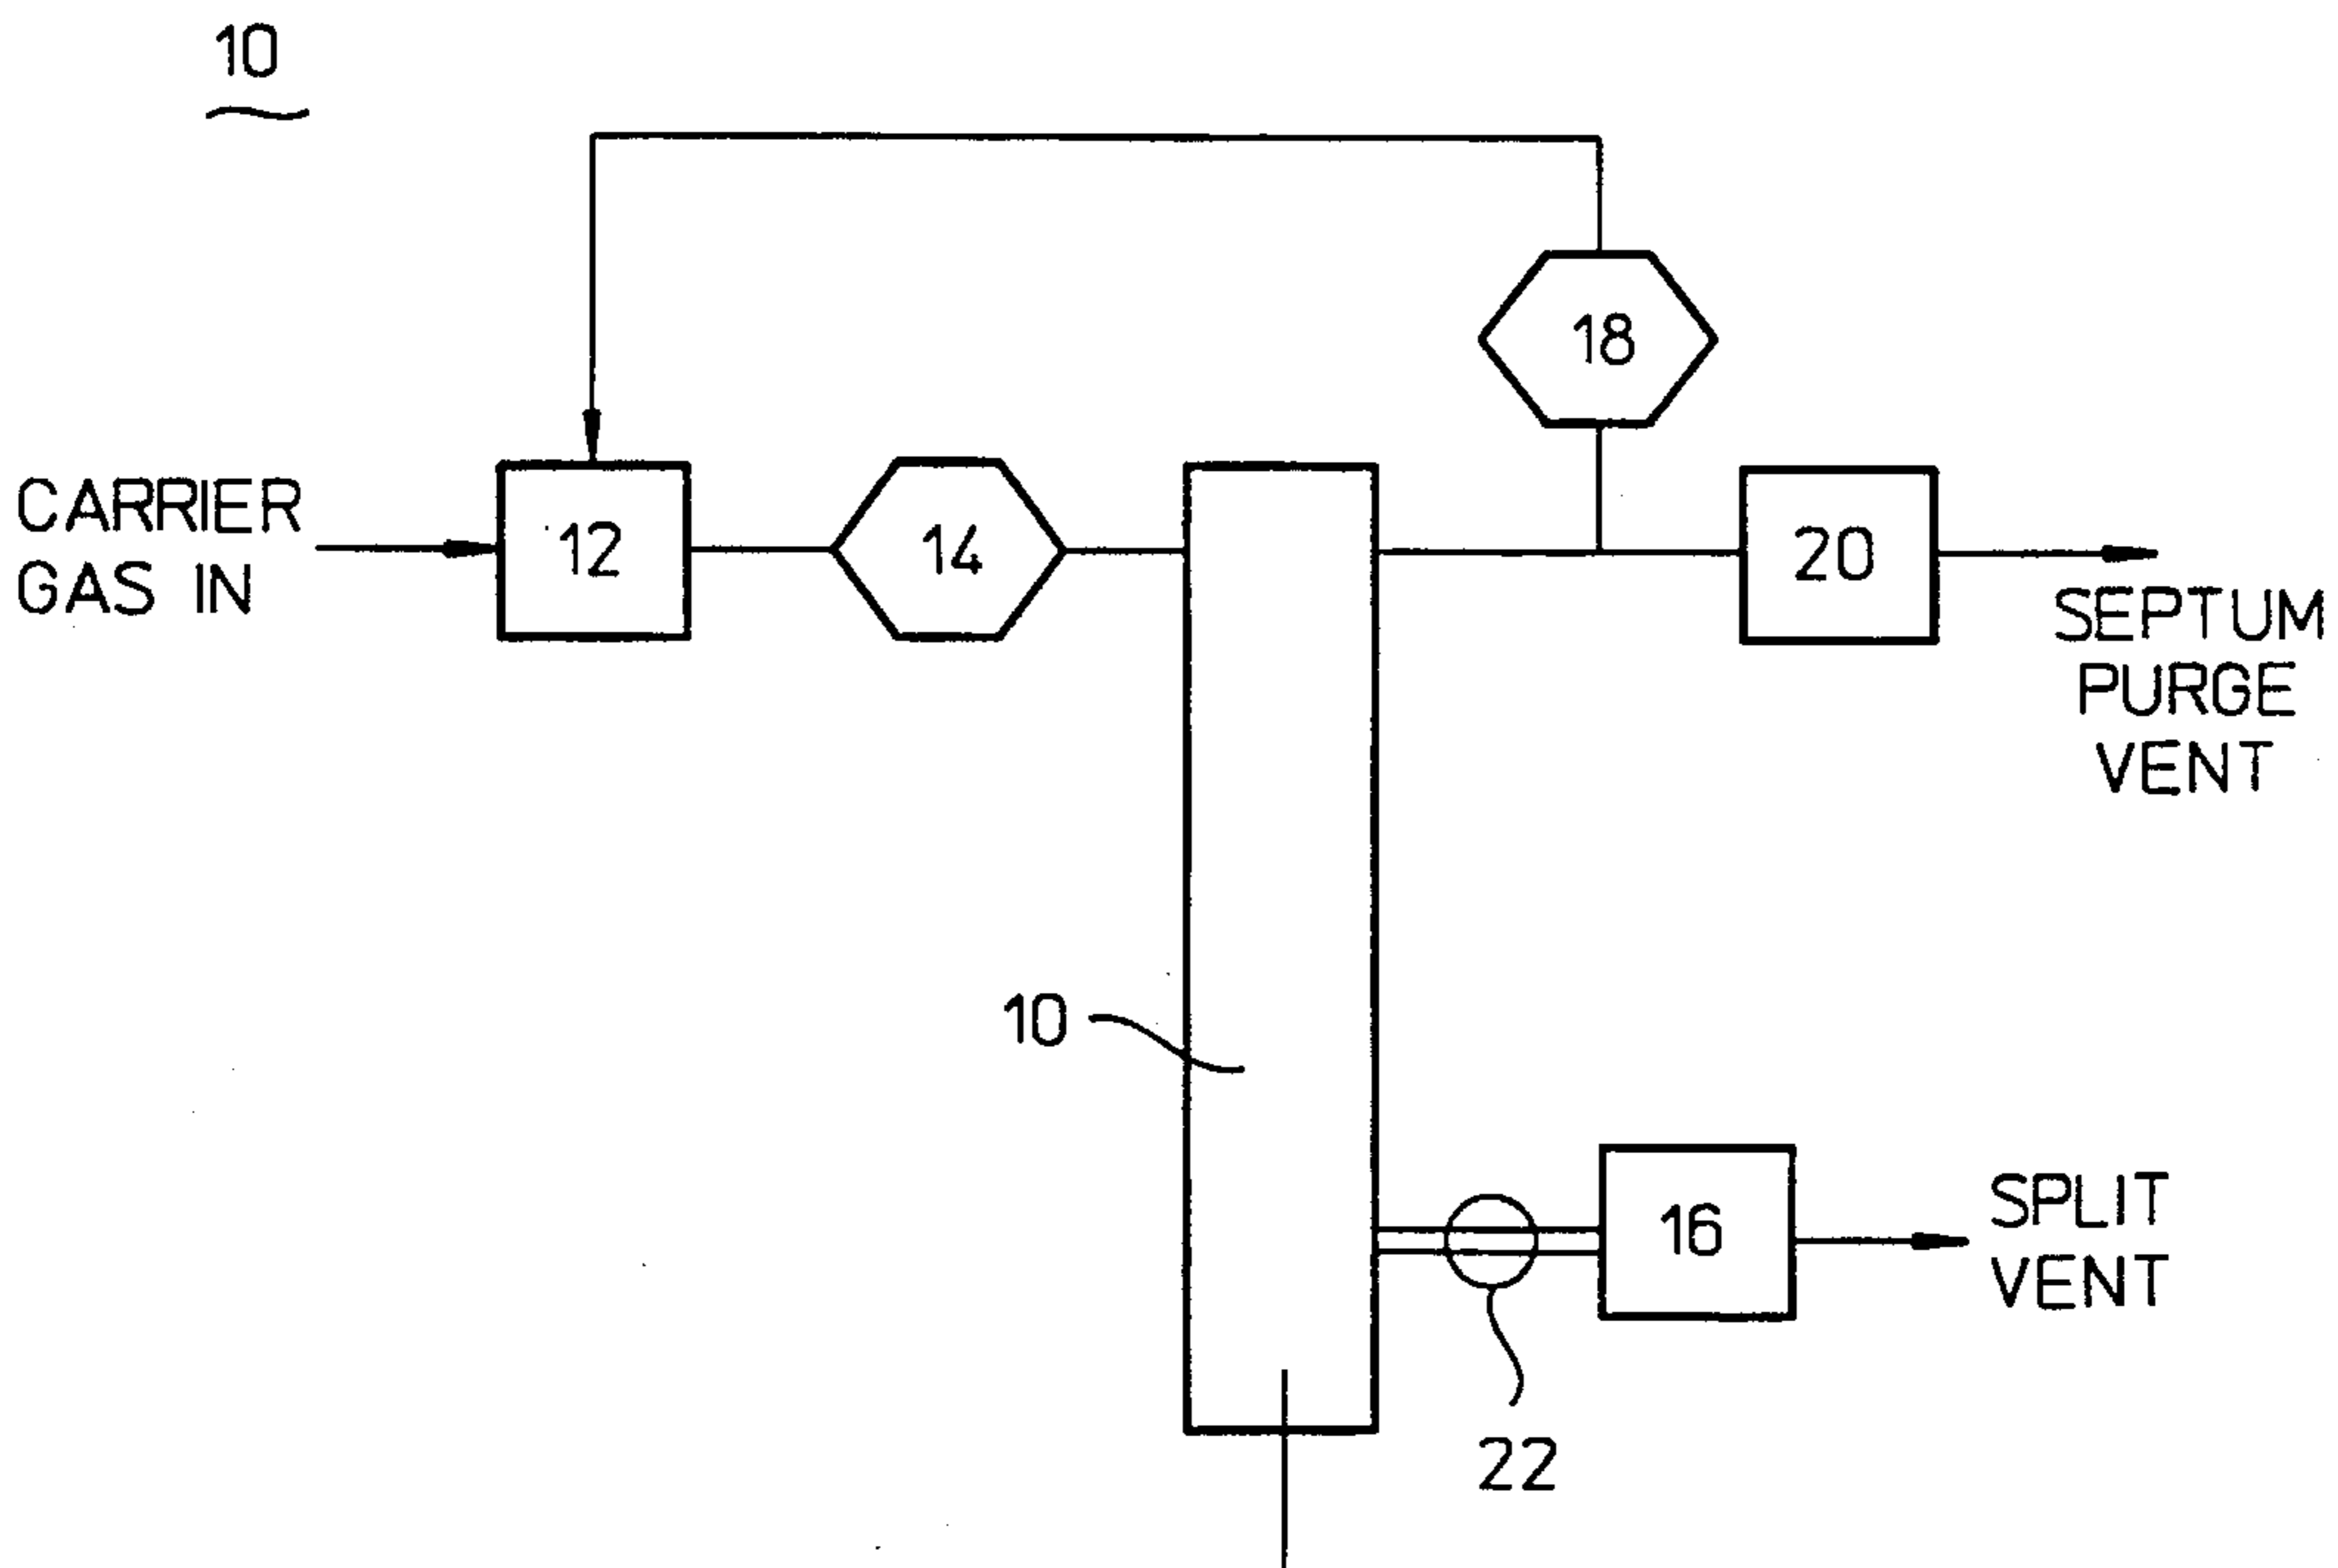 10
18
CARRIER
GAS IN
12
14
20
SEPTUM
PURGE
VENT
10
16
SPLIT
VENT
22